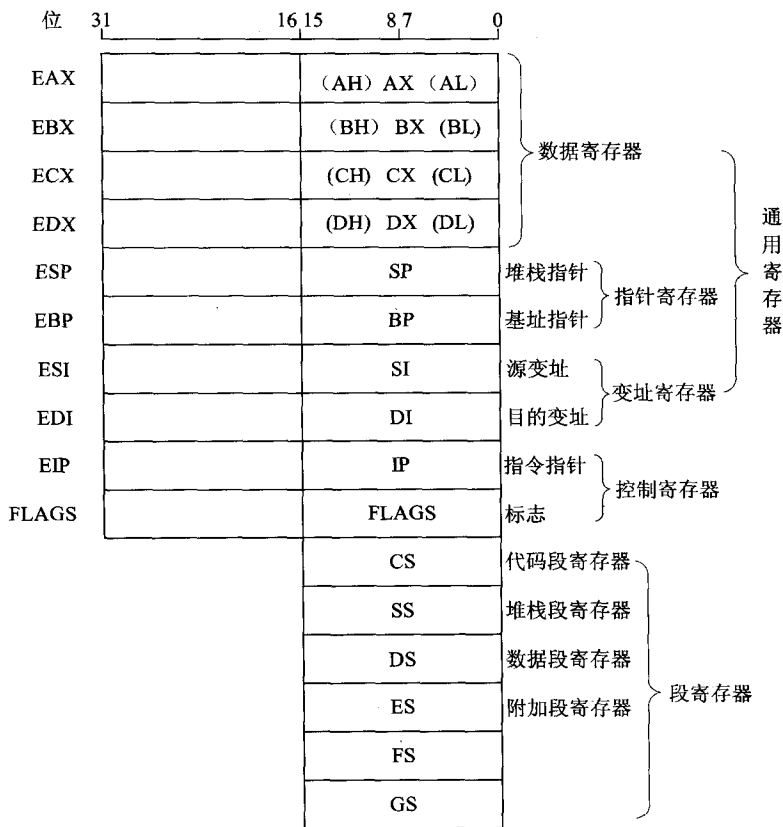 位 31 16 15 8 7 0
EAX （AH） AX （AL）
EBX （BH） BX (BL)
数据寄存器
ECX (CH) CX (CL)
EDX (DH) DX (DL)
通用寄存器
ESP SP 堆栈指针
指针寄存器
EBP BP 基址指针
ESI SI 源变址
变址寄存器
EDI DI 目的变址
EIP IP 指令指针
控制寄存器
FLAGS FLAGS 标志
CS 代码段寄存器
SS 堆栈段寄存器
DS 数据段寄存器
段寄存器
ES 附加段寄存器
FS
GS